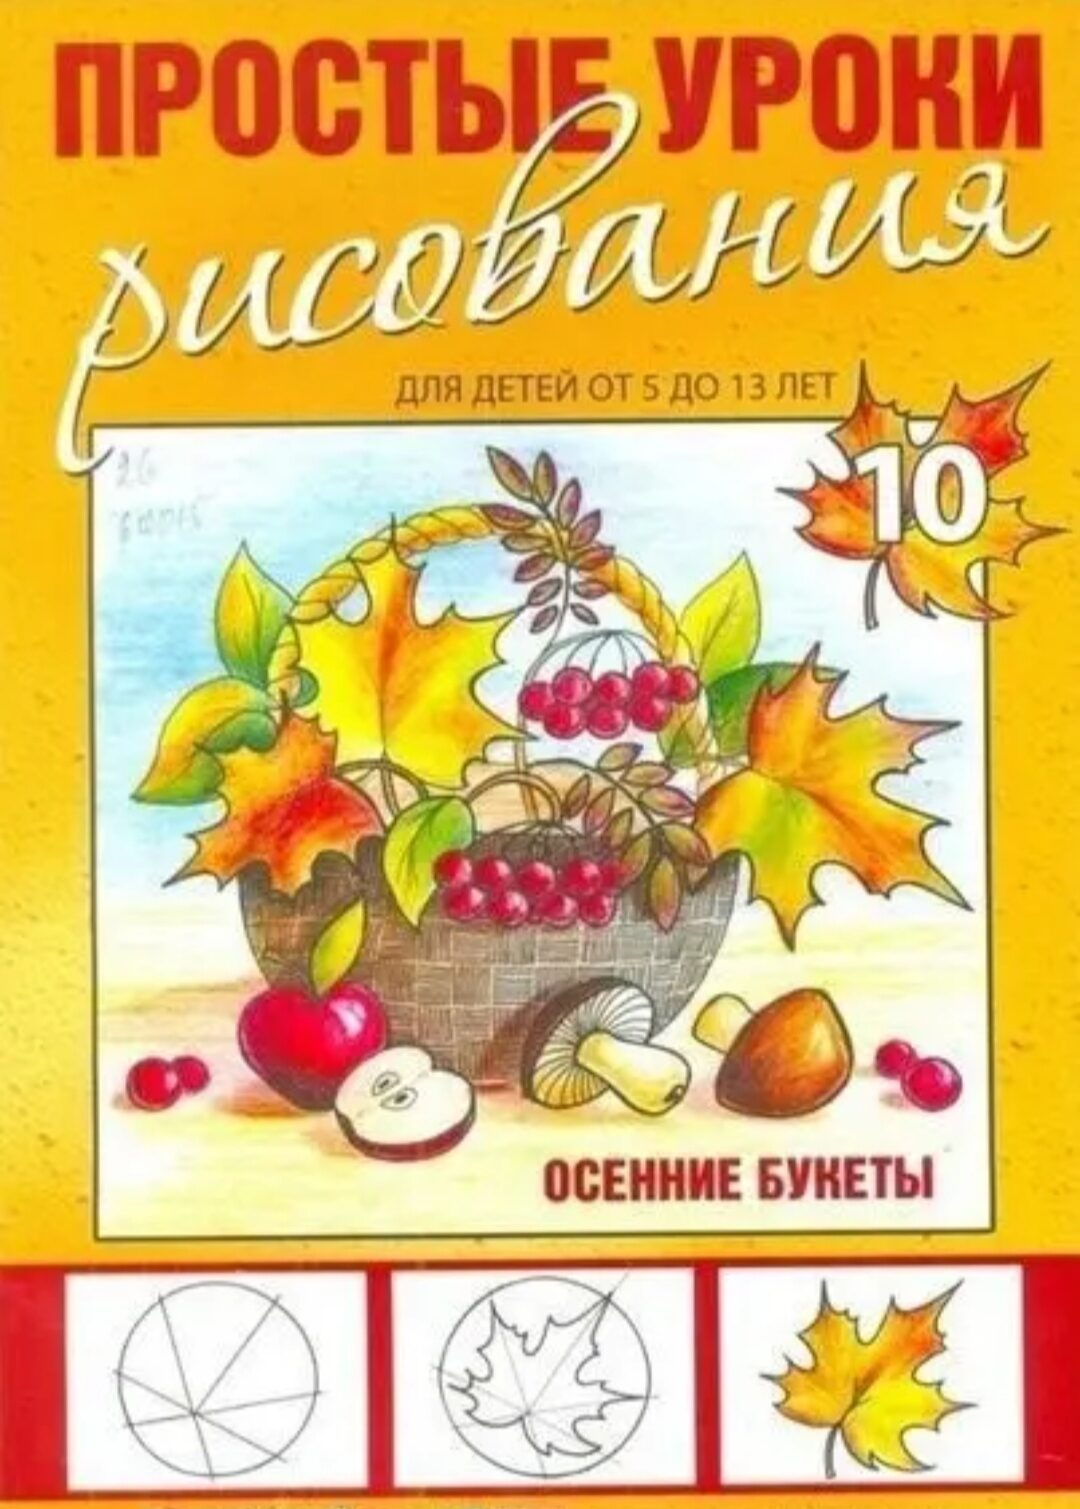 ПРОСТЫЕ УРОКИ
рисования
ДЛЯ ДЕТЕЙ ОТ 5 ДО 13 ЛЕТ
10
ОСЕННИЕ БУКЕТЫ